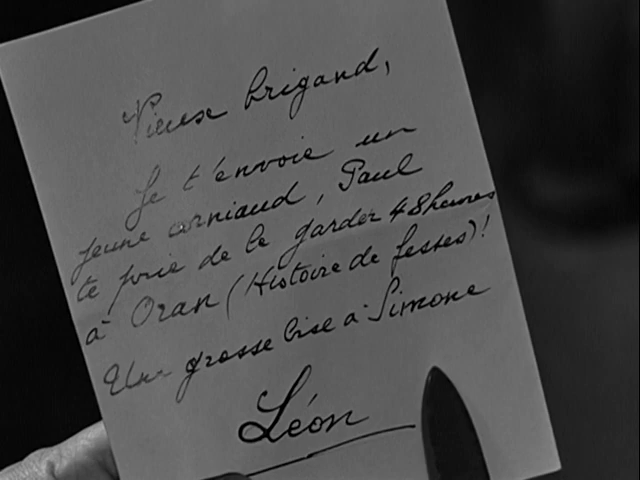 Vieux brigand,
Je t'envoie un
jeune corniaud, Paul
te prie de le garder 48 heures
à Oran (Histoire de fesses)!
Une grosse bise à Simone
Léon